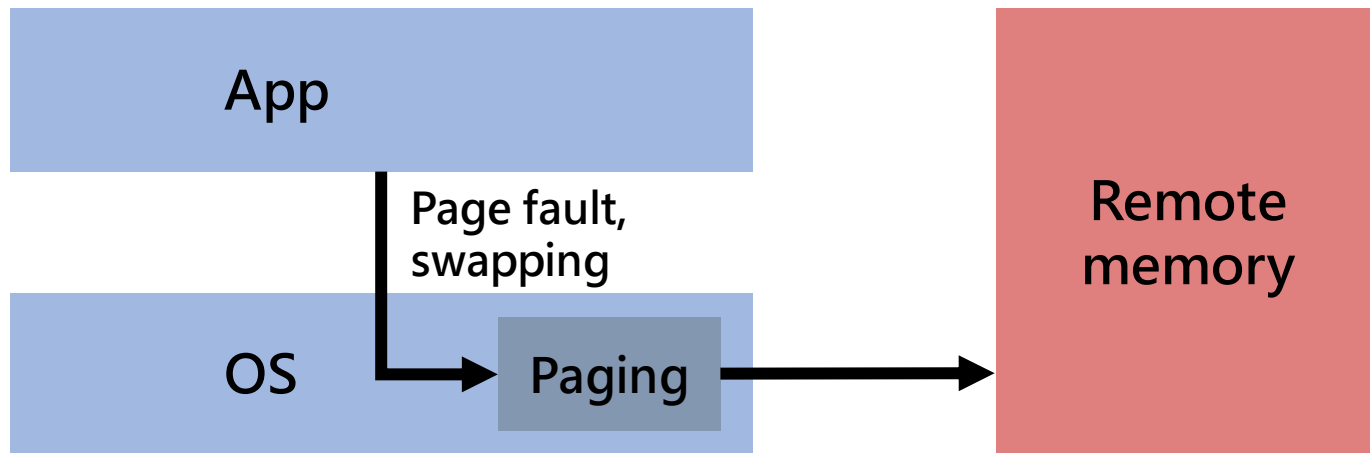 App
Page fault,
swapping
Remote
memory
OS
Paging